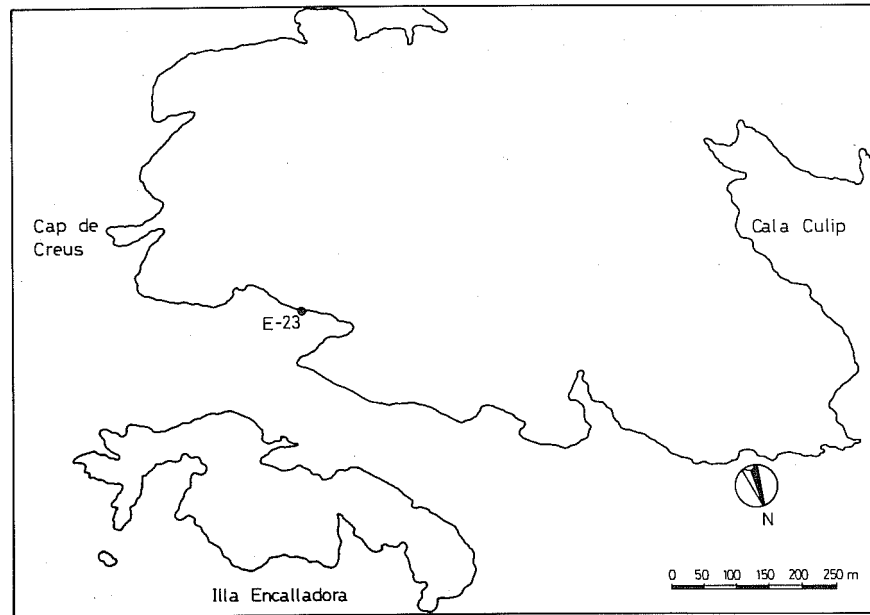 Cap de
Creus
Cala Culip
E-23
N
0 50 100 150 200 250 m
Illa Encalladora